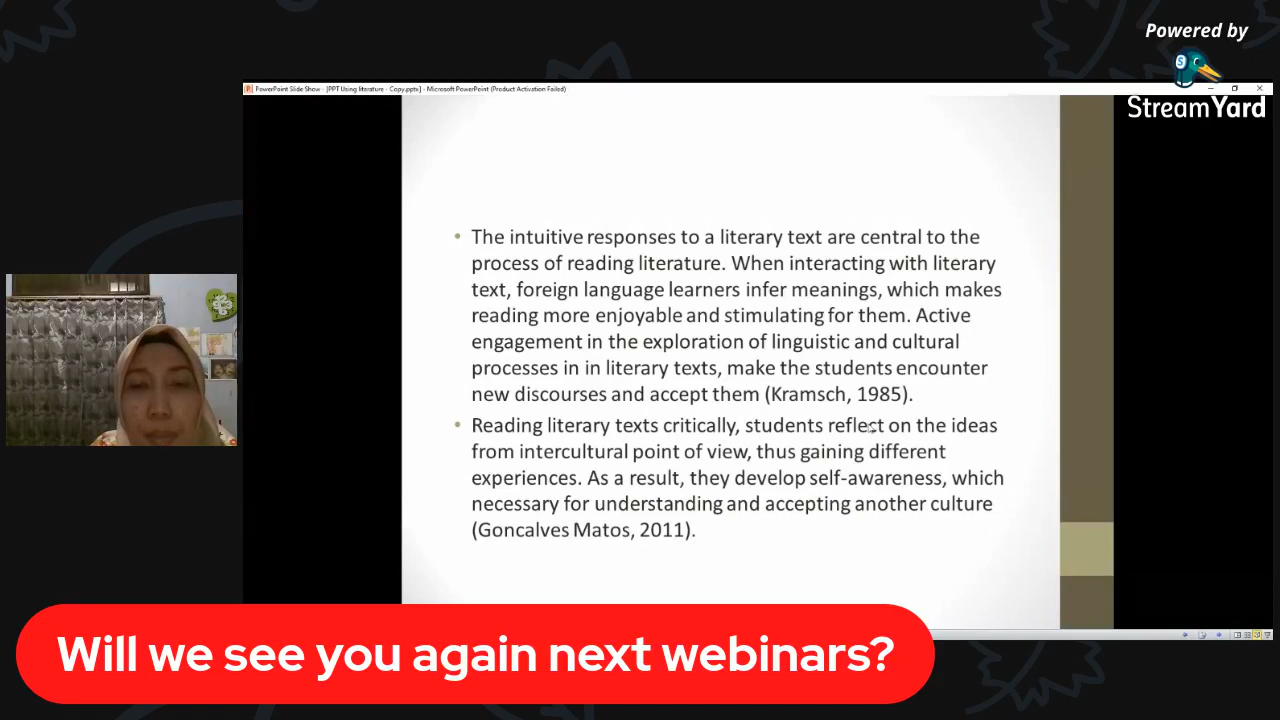 Powered by
StreamYard
PowerPoint Slide Show - [PPT Using literature - Copy.pptx] - Microsoft PowerPoint (Product Activation Failed)
• The intuitive responses to a literary text are central to the
process of reading literature. When interacting with literary
text, foreign language learners infer meanings, which makes
reading more enjoyable and stimulating for them. Active
engagement in the exploration of linguistic and cultural
processes in in literary texts, make the students encounter
new discourses and accept them (Kramsch, 1985).
• Reading literary texts critically, students reflect on the ideas
from intercultural point of view, thus gaining different
experiences. As a result, they develop self-awareness, which
necessary for understanding and accepting another culture
(Goncalves Matos, 2011).
Will we see you again next webinars?